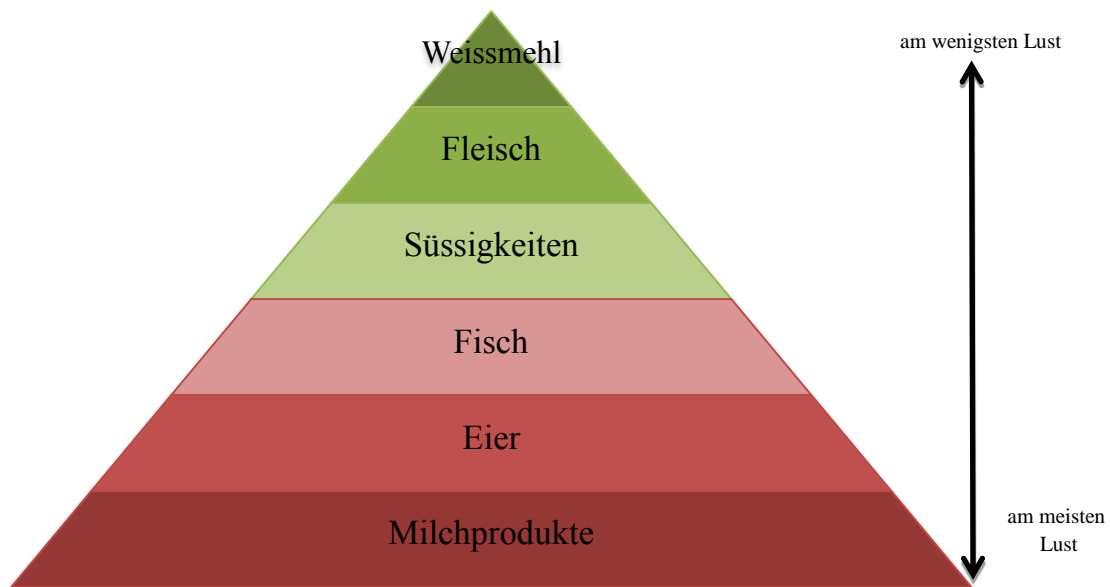 Weissmehl
am wenigsten Lust
Fleisch
Süssigkeiten
Fisch
Eier
Milchprodukte
am meisten
Lust